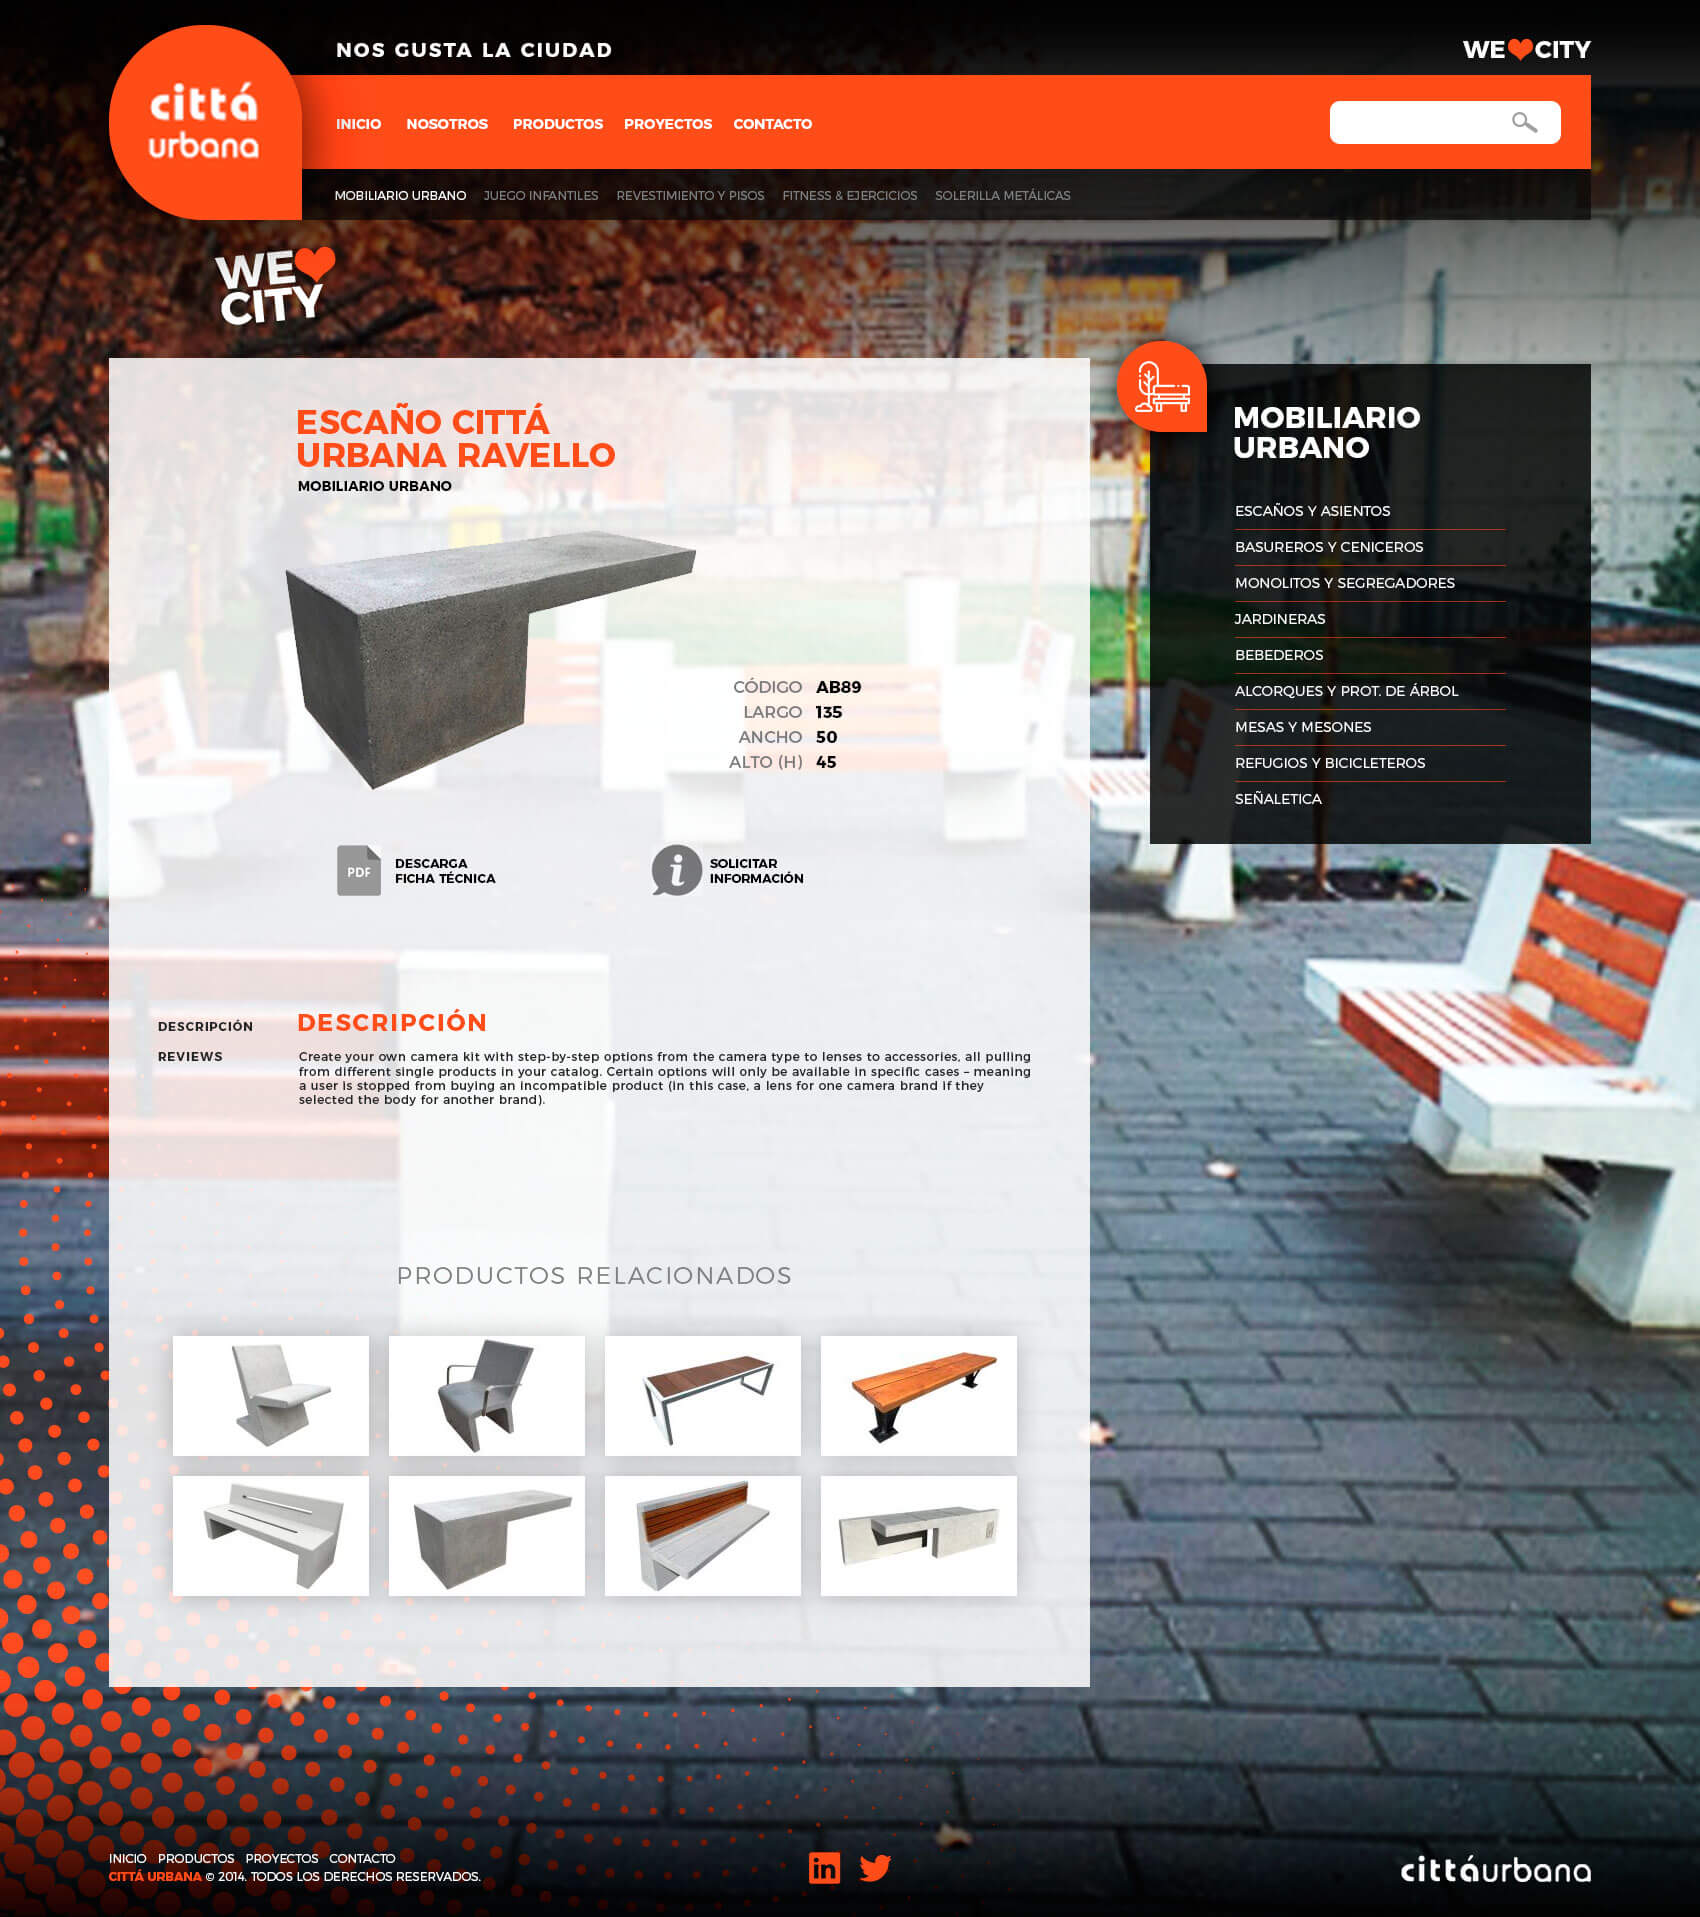 NOS GUSTA LA CIUDAD
WE CITY
cittá
urbana
INICIO NOSOTROS PRODUCTOS PROYECTOS CONTACTO
MOBILIARIO URBANO JUEGO INFANTILES REVESTIMIENTO Y PISOS FITNESS & EJERCICIOS SOLERILLA METÁLICAS
WE
CITY
ESCAÑO CITTÁ
URBANA RAVELLO
MOBILIARIO URBANO
CÓDIGO AB89
LARGO 135
ANCHO 50
ALTO (H) 45
PDF
DESCARGA
FICHA TÉCNICA
i
SOLICITAR
INFORMACIÓN
MOBILIARIO
URBANO
ESCAÑOS Y ASIENTOS
BASUREROS Y CENICEROS
MONOLITOS Y SEGREGADORES
JARDINERAS
BEBEDEROS
ALCORQUES Y PROT. DE ÁRBOL
MESAS Y MESONES
REFUGIOS Y BICICLETEROS
SEÑALETICA
DESCRIPCIÓN
REVIEWS
DESCRIPCIÓN
Create your own camera kit with step-by-step options from the camera type to lenses to accessories, all pulling
from different single products in your catalog. Certain options will only be available in specific cases – meaning
a user is stopped from buying an incompatible product (in this case, a lens for one camera brand if they
selected the body for another brand).
PRODUCTOS RELACIONADOS
INICIO PRODUCTOS PROYECTOS CONTACTO
CITTÁ URBANA © 2014. TODOS LOS DERECHOS RESERVADOS.
in
cittáurbana